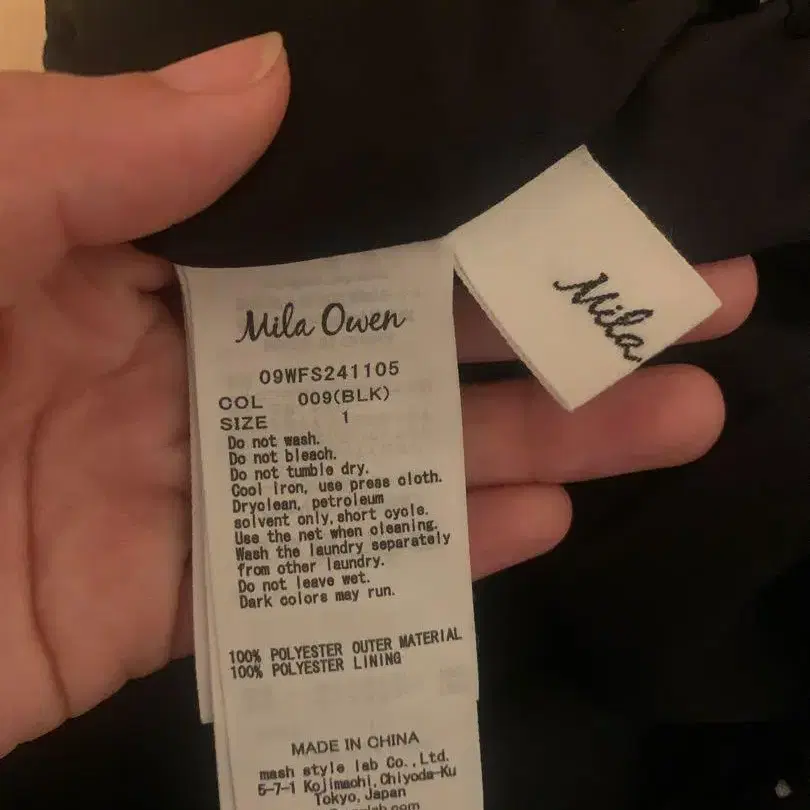 Mila Owen
09WFS241105
COL 009(BLK)
SIZE 1
Do not wash.
Do not bleach.
Do not tumble dry.
Cool iron, use press cloth.
Dryclean, petroleum
solvent only, short cycle.
Use the net when cleaning.
Wash the laundry separately
from other laundry.
Do not leave wet.
Dark colors may run.
100% POLYESTER OUTER MATERIAL
100% POLYESTER LINING
MADE IN CHINA
mash style lab Co.,Ltd.
5-7-1 Kojimachi,Chiyoda-Ku
Tokyo,Japan
Mila